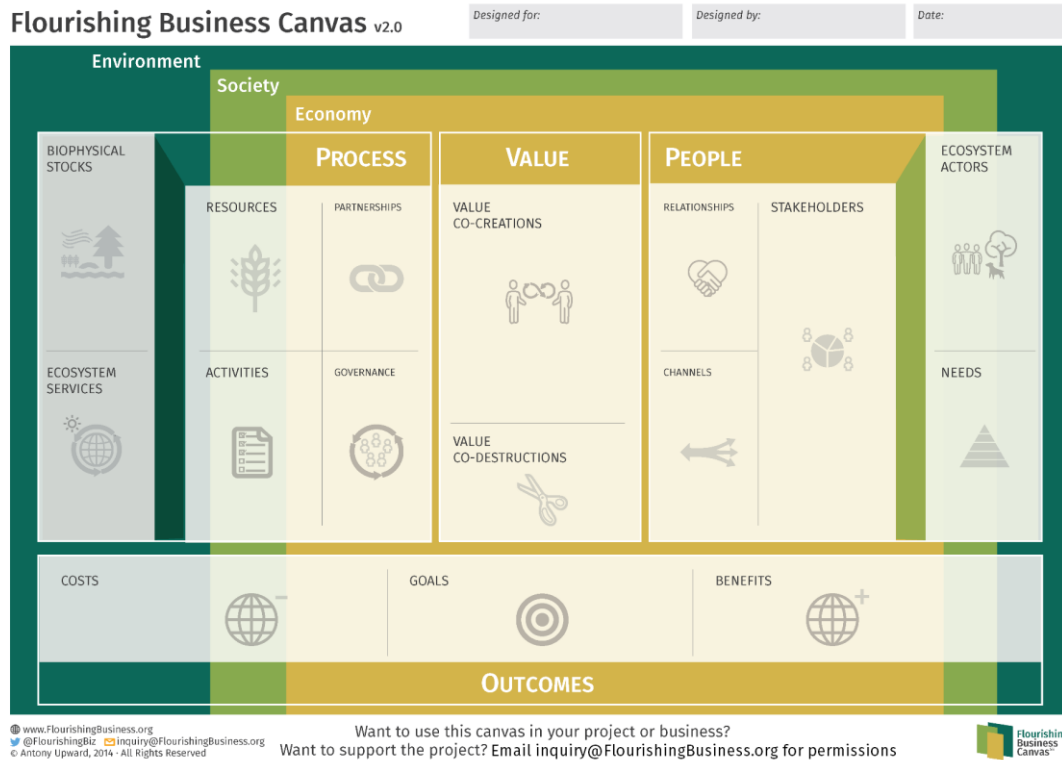 Flourishing Business Canvas v2.0
Designed for:
Designed by:
Date:
Environment
Society
Economy
PROCESS
VALUE
PEOPLE
BIOPHYSICAL
STOCKS
RESOURCES
PARTNERSHIPS
VALUE
CO-CREATIONS
RELATIONSHIPS
STAKEHOLDERS
ECOSYSTEM
ACTORS
ECOSYSTEM
SERVICES
ACTIVITIES
GOVERNANCE
VALUE
CO-DESTRUCTIONS
CHANNELS
NEEDS
COSTS
GOALS
BENEFITS
OUTCOMES
www.FlourishingBusiness.org
@FlourishingBiz inquiry@FlourishingBusiness.org
© Antony Upward, 2014 - All Rights Reserved
Want to use this canvas in your project or business?
Want to support the project? Email inquiry@FlourishingBusiness.org for permissions
Flourishing
Business
Canvas™